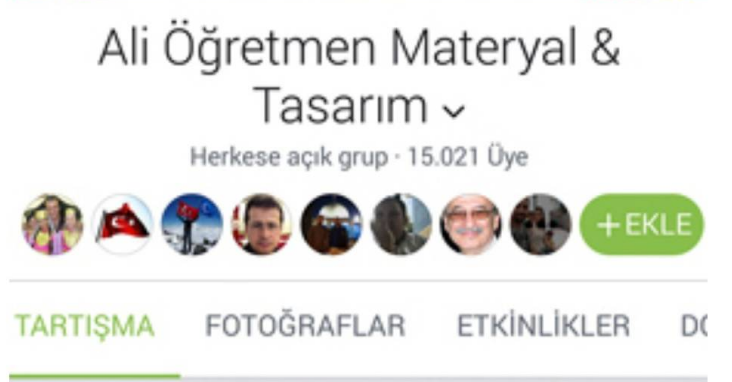 Ali Öğretmen Materyal &
Tasarım
Herkese açık grup · 15.021 Üye
+EKLE
TARTIŞMA FOTOĞRAFLAR ETKİNLİKLER